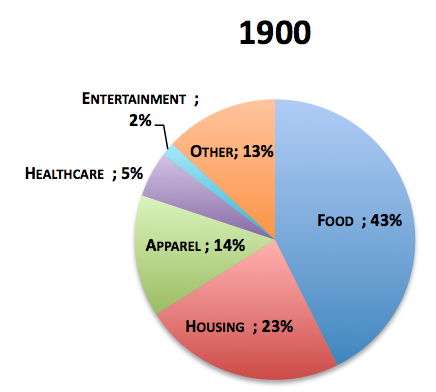 1900
ENTERTAINMENT ;
2%
OTHER; 13%
HEALTHCARE ; 5%
FOOD ; 43%
APPAREL ; 14%
HOUSING ; 23%